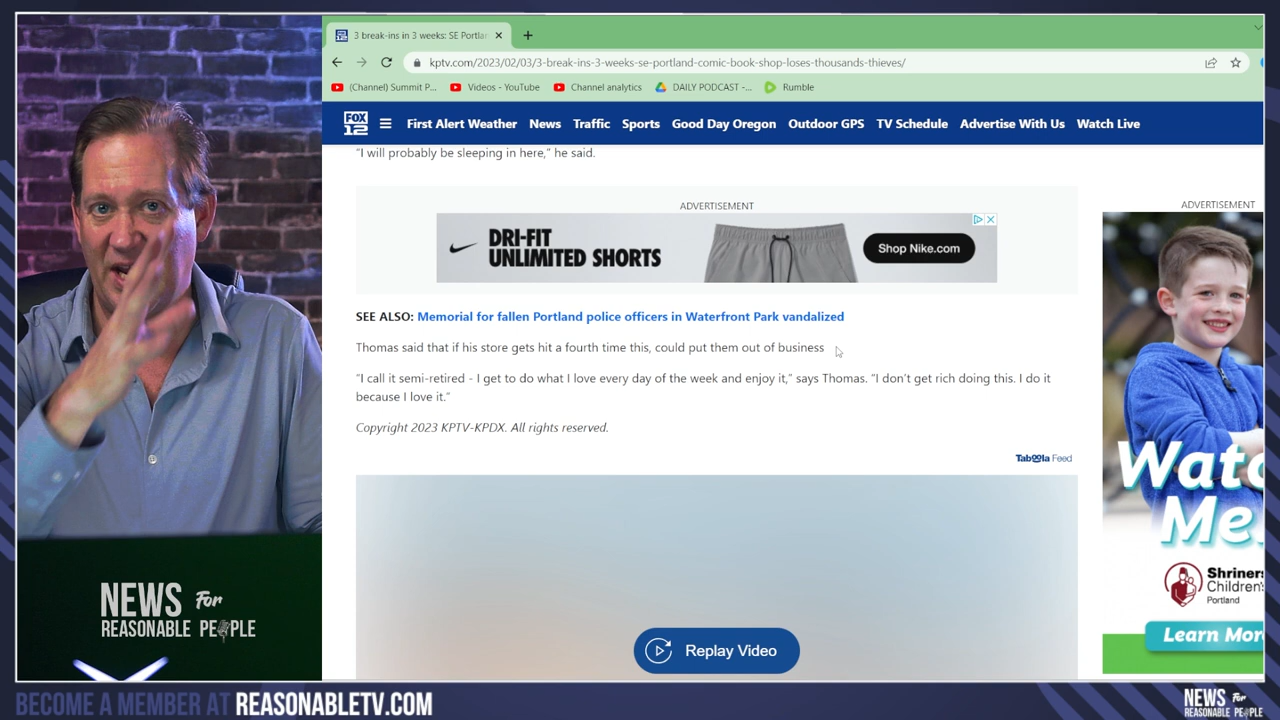 3 break-ins in 3 weeks: SE Portlan
kptv.com/2023/02/03/3-break-ins-3-weeks-se-portland-comic-book-shop-loses-thousands-thieves/
(Channel) Summit P... Videos - YouTube Channel analytics DAILY PODCAST -... Rumble
FOX 12 First Alert Weather News Traffic Sports Good Day Oregon Outdoor GPS TV Schedule Advertise With Us Watch Live
“I will probably be sleeping in here,” he said.
ADVERTISEMENT
DRI-FIT
UNLIMITED SHORTS
Shop Nike.com
SEE ALSO: Memorial for fallen Portland police officers in Waterfront Park vandalized
Thomas said that if his store gets hit a fourth time this, could put them out of business
“I call it semi-retired - I get to do what I love every day of the week and enjoy it,” says Thomas. “I don’t get rich doing this. I do it
because I love it.”
Copyright 2023 KPTV-KPDX. All rights reserved.
Taboola Feed
Replay Video
ADVERTISEMENT
Watc
Me
Shriners
Children's
Portland
Learn Mor
NEWS For
REASONABLE PEOPLE
BECOME A MEMBER AT REASONABLETV.COM
NEWS For
REASONABLE PEOPLE